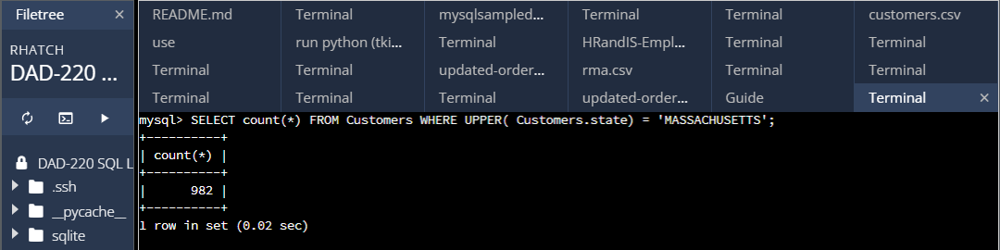 Filetree ×
RHATCH
DAD-220 ...
DAD-220 SQL L
.ssh
__pycache__
sqlite
README.md Terminal mysqlsampled... Terminal Terminal customers.csv
use run python (tki... Terminal HRandIS-Empl... Terminal Terminal
Terminal Terminal updated-order... rma.csv Terminal Terminal
Terminal Terminal Terminal updated-order... Guide Terminal ×
mysql> SELECT count(*) FROM Customers WHERE UPPER( Customers.state) = 'MASSACHUSETTS';
+----------+
| count(*) |
+----------+
|      982 |
+----------+
1 row in set (0.02 sec)